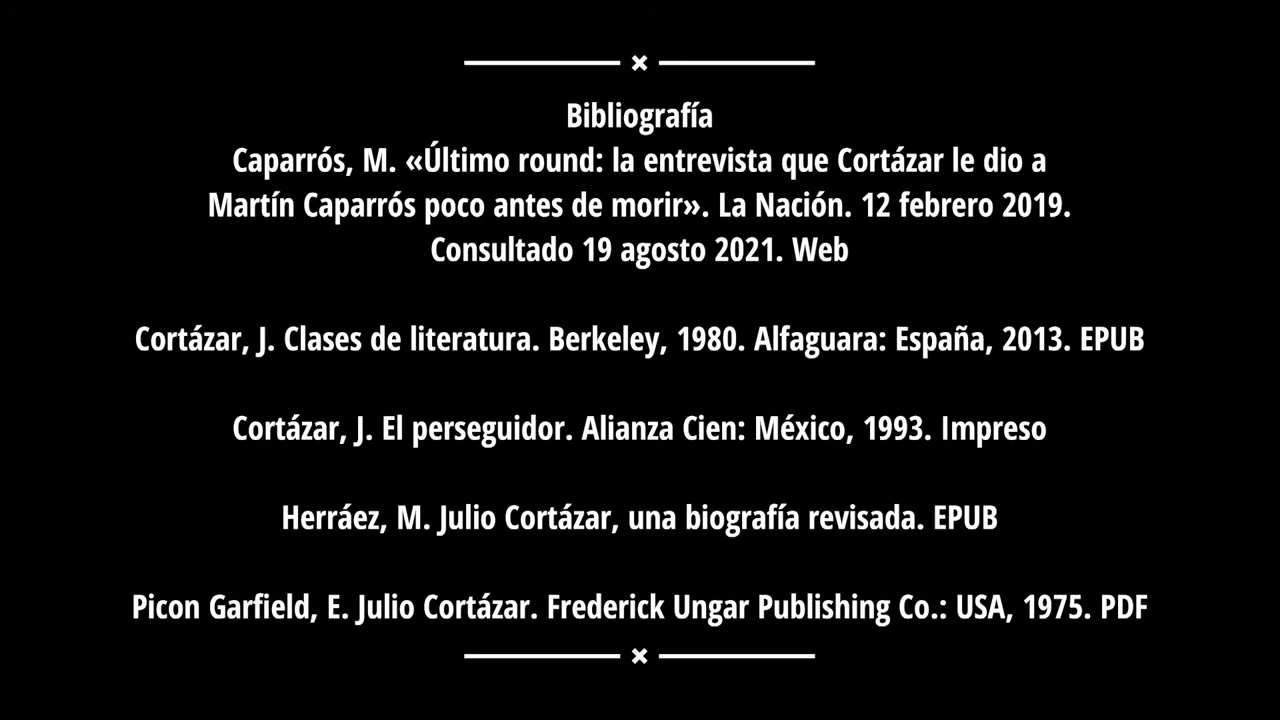 Bibliografía
Caparrós, M. «Último round: la entrevista que Cortázar le dio a
Martín Caparrós poco antes de morir». La Nación. 12 febrero 2019.
Consultado 19 agosto 2021. Web
Cortázar, J. Clases de literatura. Berkeley, 1980. Alfaguara: España, 2013. EPUB
Cortázar, J. El perseguidor. Alianza Cien: México, 1993. Impreso
Herráez, M. Julio Cortázar, una biografía revisada. EPUB
Picon Garfield, E. Julio Cortázar. Frederick Ungar Publishing Co.: USA, 1975. PDF